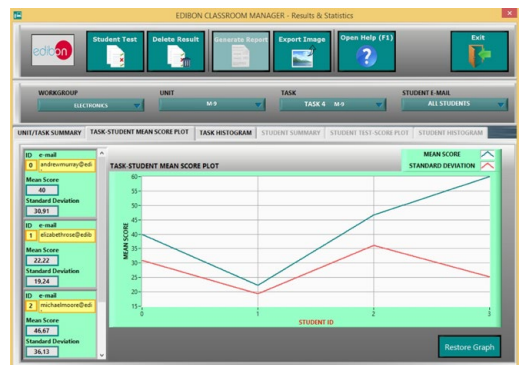 EDIBON CLASSROOM MANAGER - Results & Statistics
edibon
Student Test
Delete Result
Generate Report
Export Image
Open Help (F1)
Exit
WORKGROUP
UNIT
TASK
STUDENT E-MAIL
ELECTRONICS
M-9
TASK 4 M-9
ALL STUDENTS
UNIT/TASK SUMMARY
TASK-STUDENT MEAN SCORE PLOT
TASK HISTOGRAM
STUDENT SUMMARY
STUDENT TEST-SCORE PLOT
STUDENT HISTOGRAM
ID e-mail
0 andrewmurray@edi
Mean Score
40
Standard Deviation
30,91
ID e-mail
1 elizabethrose@edib
Mean Score
22,22
Standard Deviation
19,24
ID e-mail
2 michaelmoore@edi
Mean Score
46,67
Standard Deviation
36,13
TASK-STUDENT MEAN SCORE PLOT
MEAN SCORE
STANDARD DEVIATION
MEAN SCORE
60
55
50
45
40
35
30
25
20
15
0
1
2
3
STUDENT ID
Restore Graph